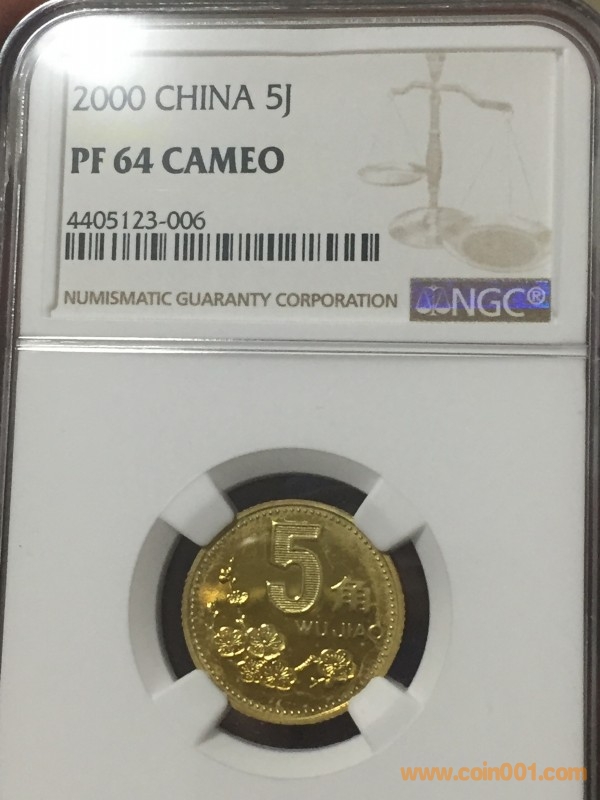 2000 CHINA 5J
PF 64 CAMEO
4405123-006
NUMISMATIC GUARANTY CORPORATION
NGC®
5角
WU JIAO
www.coin001.com